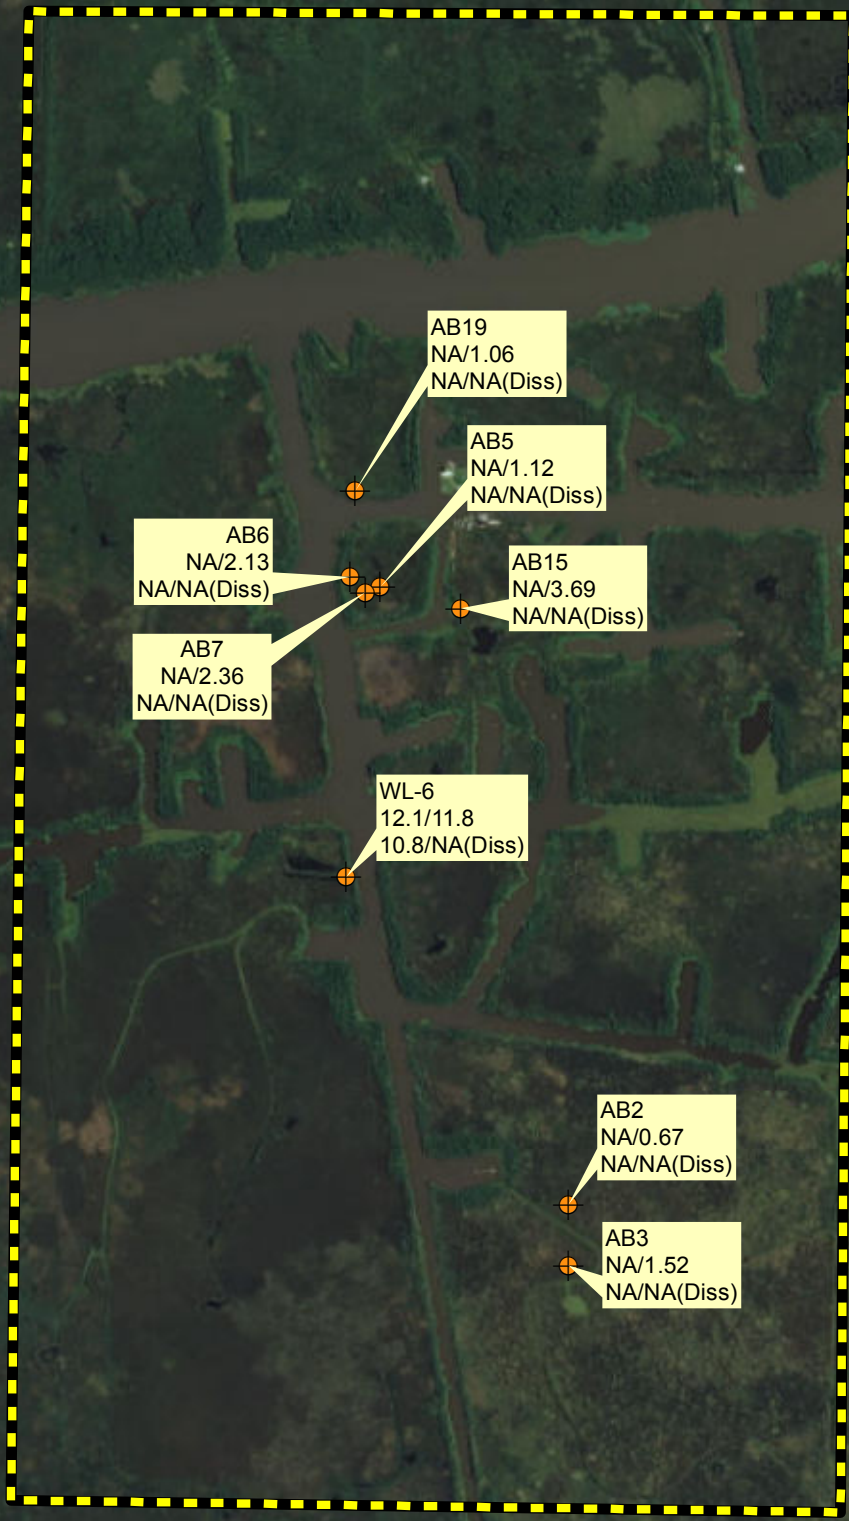 AB19
NA/1.06
NA/NA(Diss)
AB5
NA/1.12
NA/NA(Diss)
AB6
NA/2.13
NA/NA(Diss)
AB15
NA/3.69
NA/NA(Diss)
AB7
NA/2.36
NA/NA(Diss)
WL-6
12.1/11.8
10.8/NA(Diss)
AB2
NA/0.67
NA/NA(Diss)
AB3
NA/1.52
NA/NA(Diss)